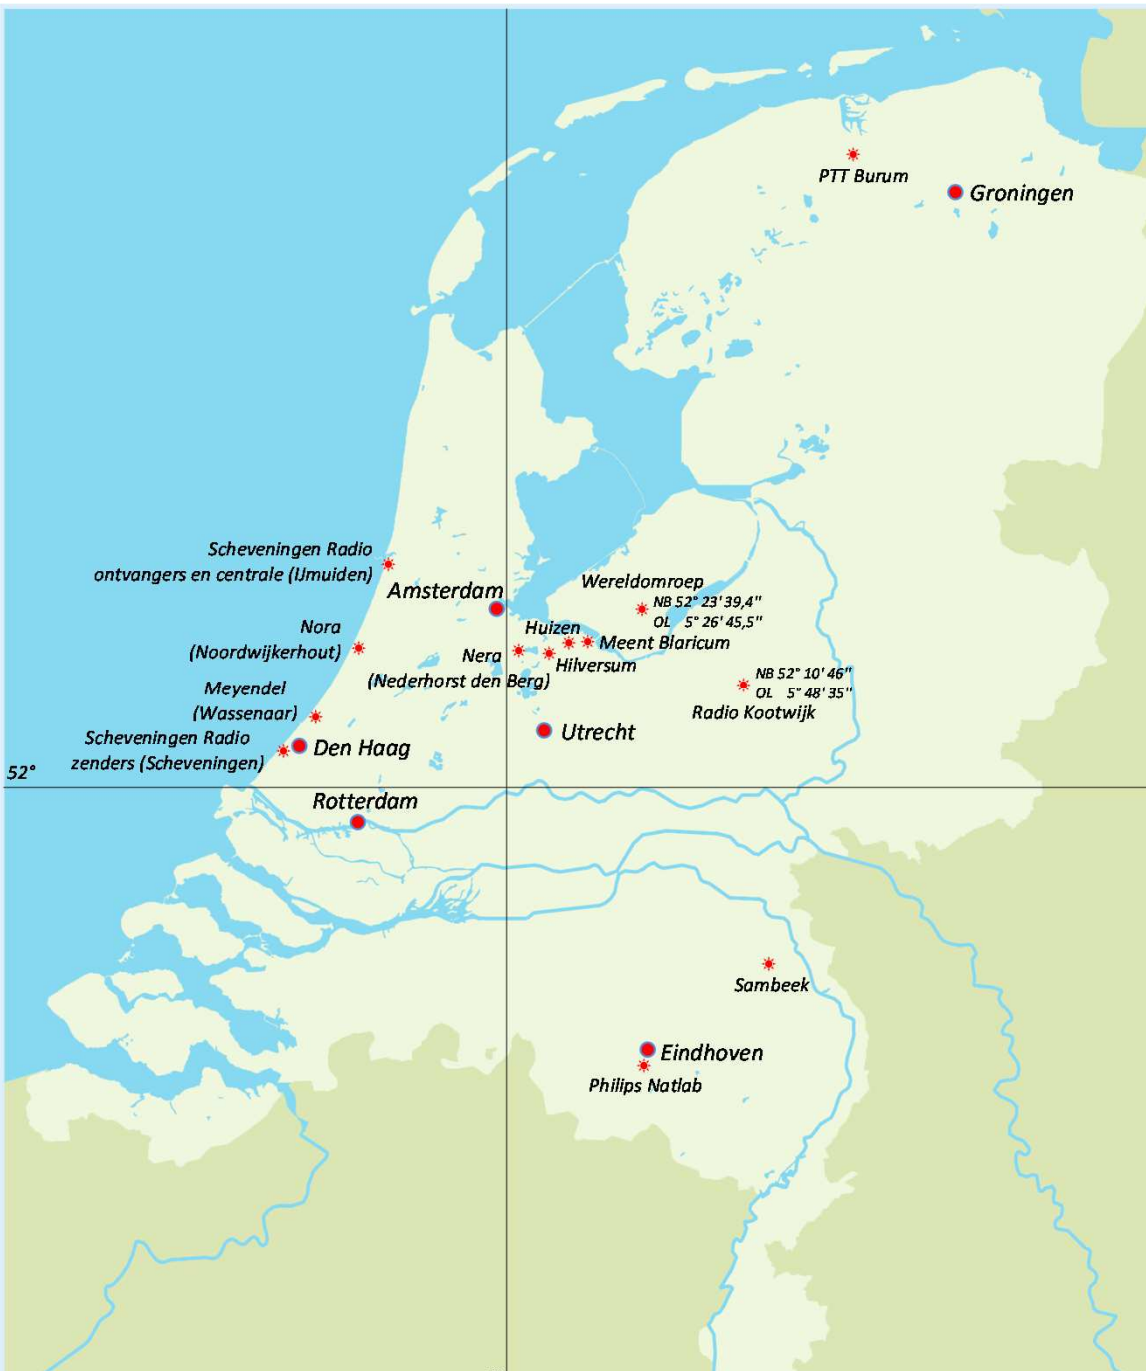 PTT Burum
Groningen
Scheveningen Radio
ontvangers en centrale (IJmuiden)
Amsterdam
Wereldomroep
NB 52° 23' 39,4"
OL 5° 26' 45,5"
Huizen
Meent Blaricum
Nora
(Noordwijkerhout)
Nera
(Nederhorst den Berg)
Hilversum
NB 52° 10' 46"
OL 5° 48' 35"
Radio Kootwijk
Meyendel
(Wassenaar)
Utrecht
Scheveningen Radio
zenders (Scheveningen)
Den Haag
52°
Rotterdam
Sambeek
Eindhoven
Philips Natlab